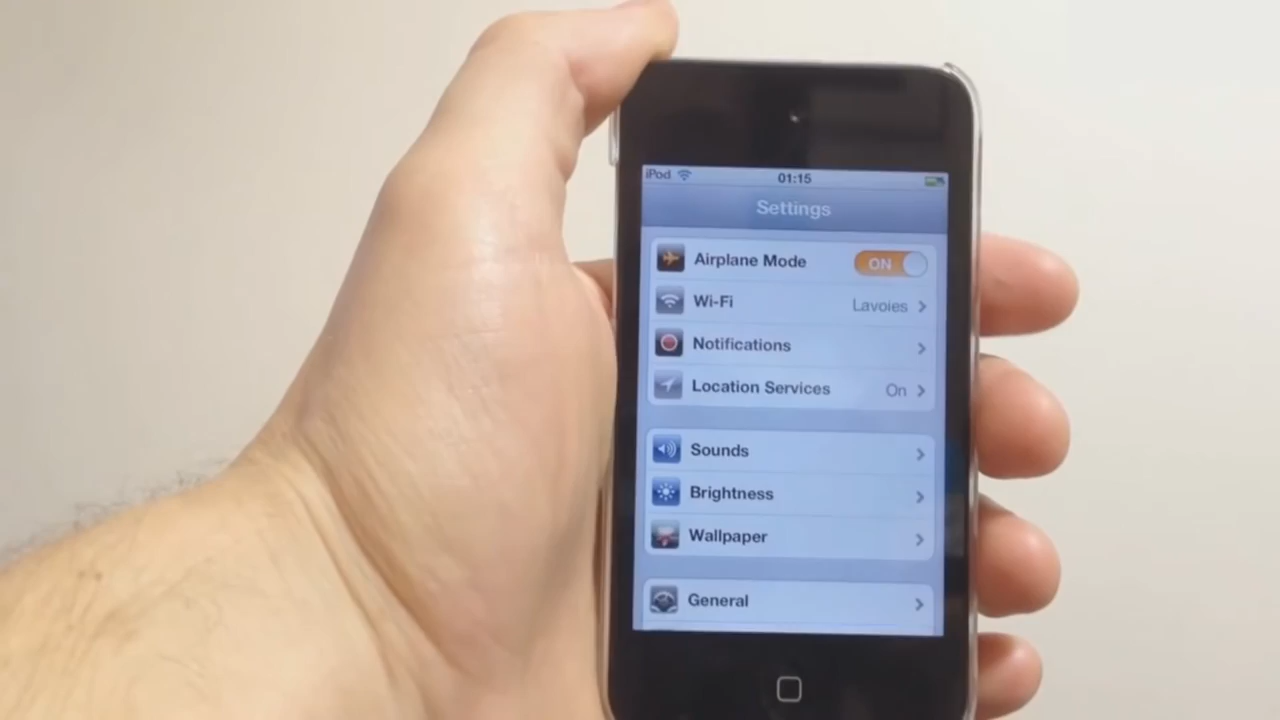 iPod 01:15
Settings
Airplane Mode ON
Wi-Fi Lavoies
Notifications
Location Services On
Sounds
Brightness
Wallpaper
General